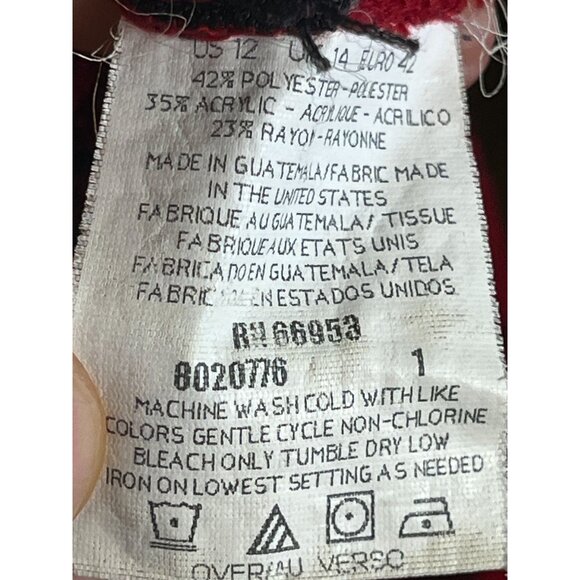 US 12 UK 14 EURO 42
42% POLYESTER-POLESTER
35% ACRYLIC - ACRILIQUE - ACRILICO
23% RAYON-RAYONNE
MADE IN GUATEMALA/FABRIC MADE
IN THE UNITED STATES
FABRIQUE AU GUATEMALA/ TISSUE
FABRIQUE AUX ETATS UNIS
FABRICADO EN GUATEMALA/TELA
EN ESTADOS UNIDOS
66953
8020776 1
MACHINE WASH COLD WITH LIKE
COLORS GENTLE CYCLE NON-CHLORINE
BLEACH ONLY TUMBLE DRY LOW
IRON ON LOWEST SETTING AS NEEDED
OVER/AU VERSO